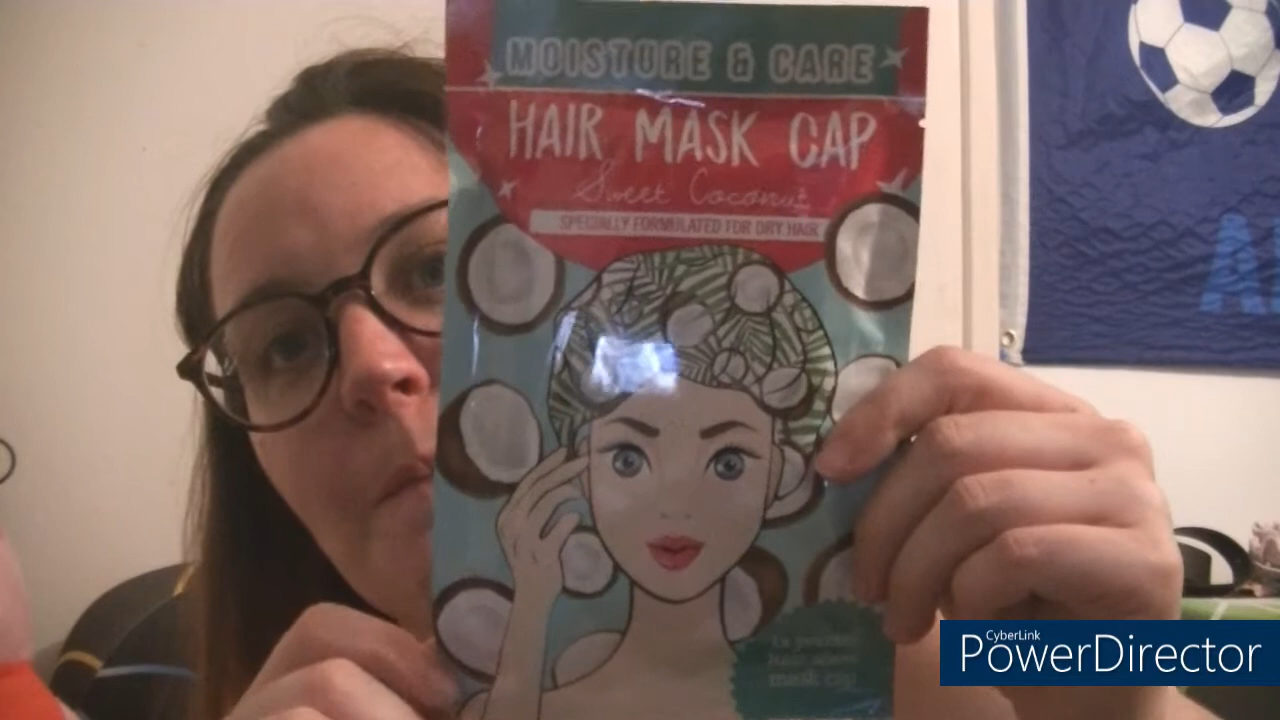 MOISTURE & CARE
HAIR MASK CAP
Sweet Coconut
SPECIALLY FORMULATED FOR DRY HAIR
mask cap
CyberLink
PowerDirector